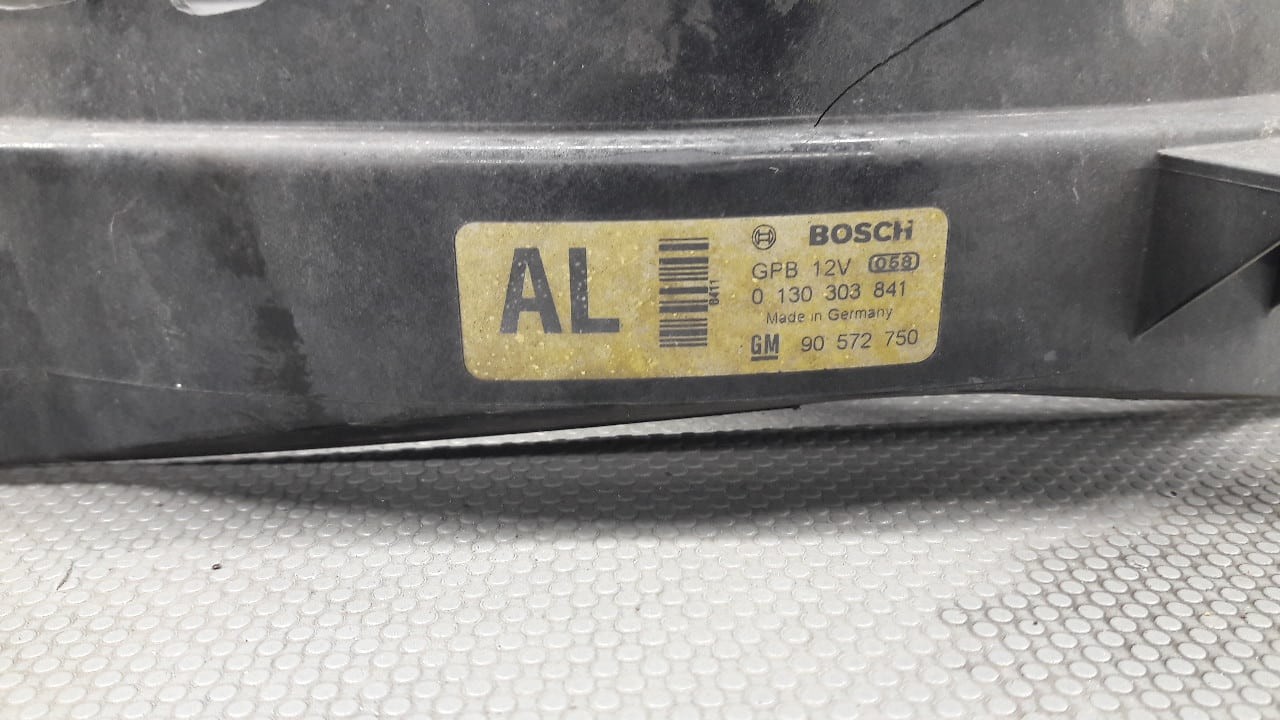 AL
8411
BOSCH
GPB 12V 058
0 130 303 841
Made in Germany
GM 90 572 750